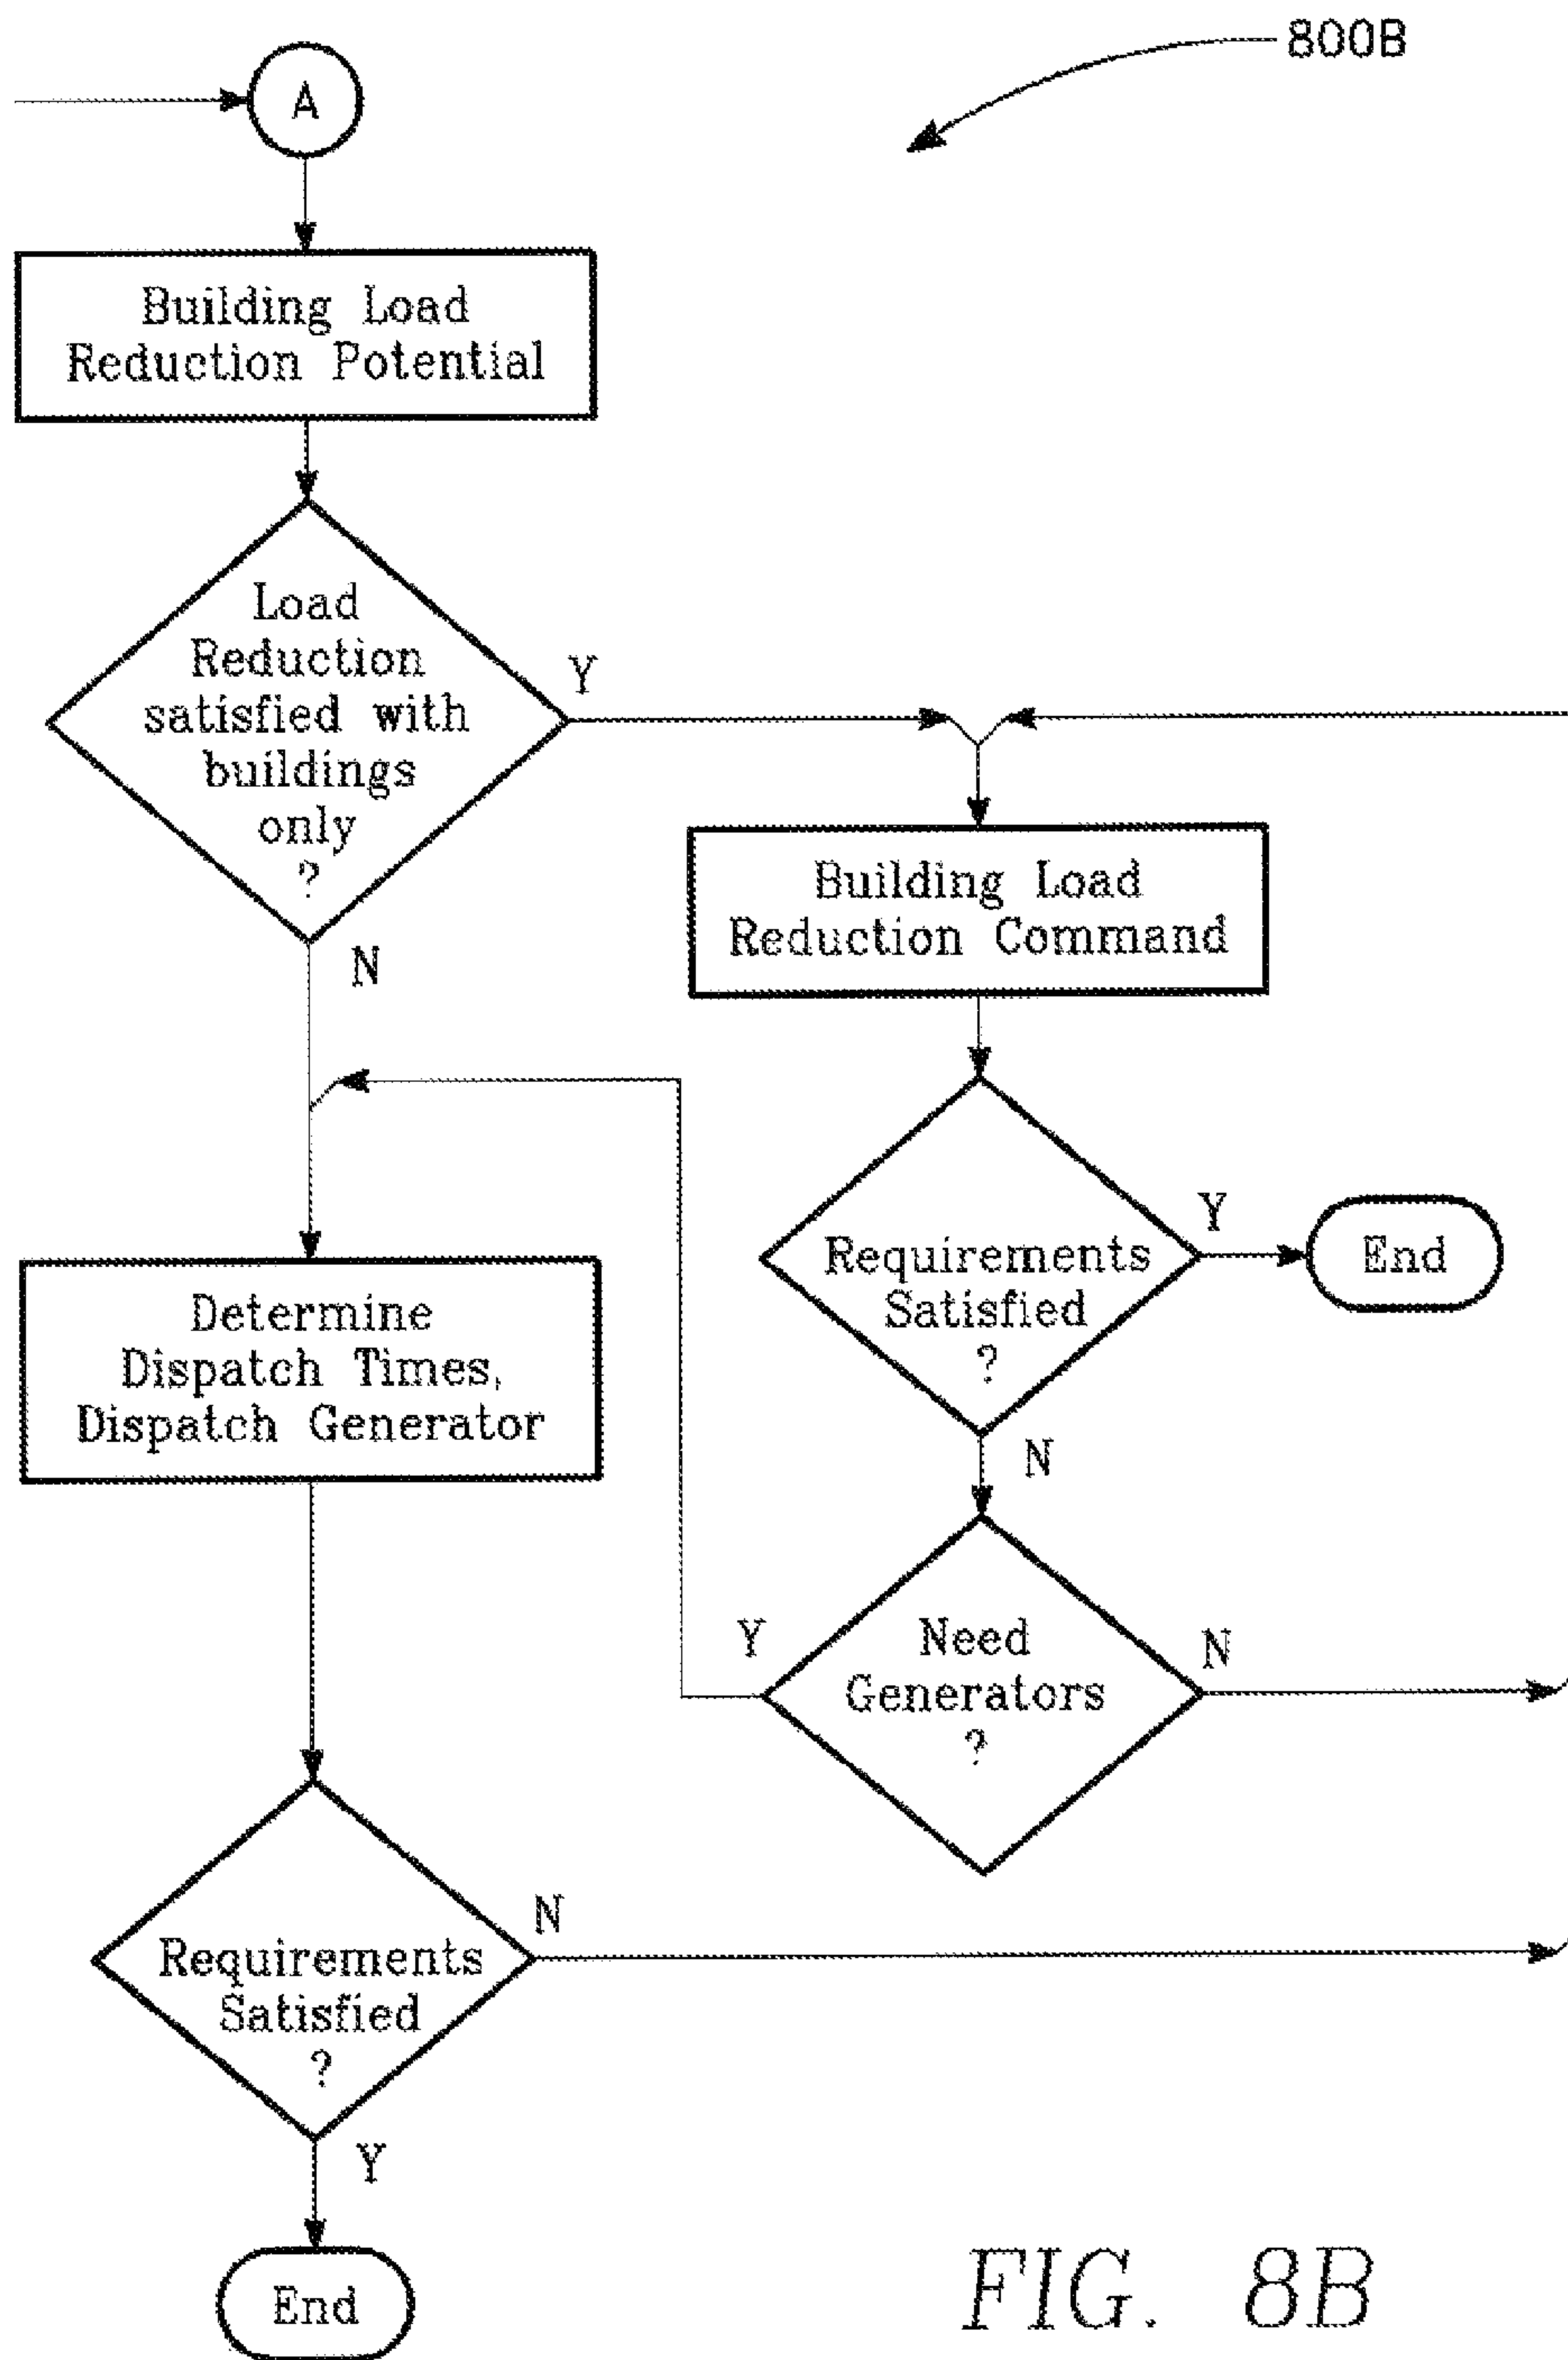 800B
A
Building Load
Reduction Potential
Load
Reduction
satisfied with
buildings
only
?
Y
N
Building Load
Reduction Command
Requirements
Satisfied
?
Y
End
N
Determine
Dispatch Times,
Dispatch Generator
Need
Generators
?
Y
N
Requirements
Satisfied
?
N
Y
End
FIG. 8B